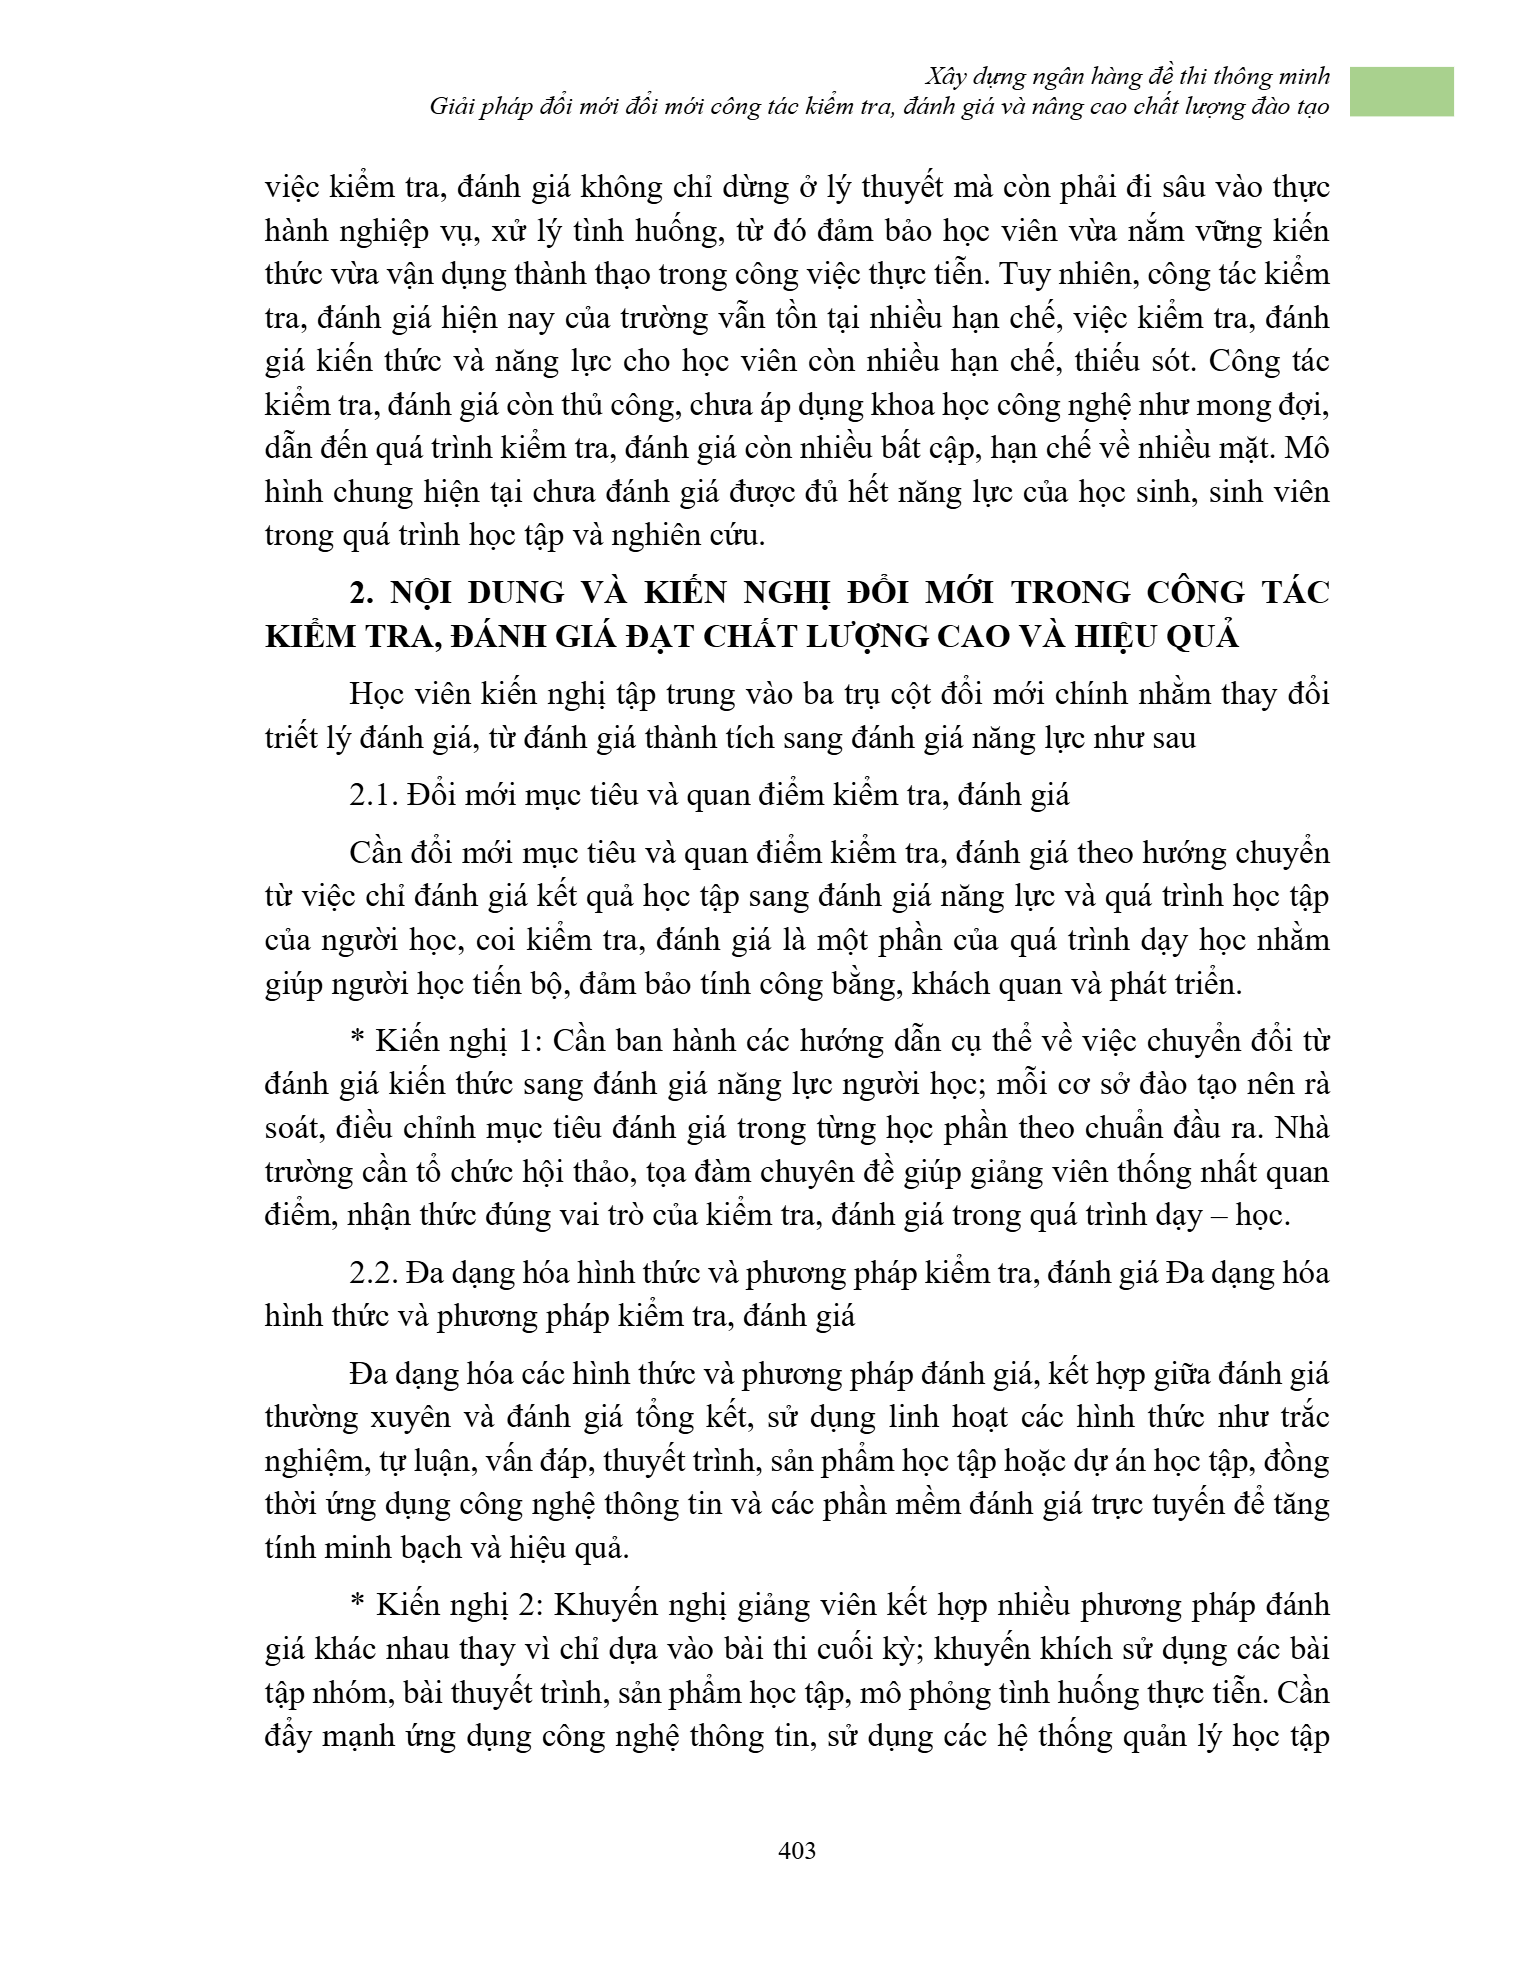 Xây dựng ngân hàng đề thi thông minh
Giải pháp đổi mới đổi mới công tác kiểm tra, đánh giá và nâng cao chất lượng đào tạo
việc kiểm tra, đánh giá không chỉ dừng ở lý thuyết mà còn phải đi sâu vào thực
hành nghiệp vụ, xử lý tình huống, từ đó đảm bảo học viên vừa nắm vững kiến
thức vừa vận dụng thành thạo trong công việc thực tiễn. Tuy nhiên, công tác kiểm
tra, đánh giá hiện nay của trường vẫn tồn tại nhiều hạn chế, việc kiểm tra, đánh
giá kiến thức và năng lực cho học viên còn nhiều hạn chế, thiếu sót. Công tác
kiểm tra, đánh giá còn thủ công, chưa áp dụng khoa học công nghệ như mong đợi,
dẫn đến quá trình kiểm tra, đánh giá còn nhiều bất cập, hạn chế về nhiều mặt. Mô
hình chung hiện tại chưa đánh giá được đủ hết năng lực của học sinh, sinh viên
trong quá trình học tập và nghiên cứu.
2. NỘI DUNG VÀ KIẾN NGHỊ ĐỔI MỚI TRONG CÔNG TÁC
KIỂM TRA, ĐÁNH GIÁ ĐẠT CHẤT LƯỢNG CAO VÀ HIỆU QUẢ
Học viên kiến nghị tập trung vào ba trụ cột đổi mới chính nhằm thay đổi
triết lý đánh giá, từ đánh giá thành tích sang đánh giá năng lực như sau
2.1. Đổi mới mục tiêu và quan điểm kiểm tra, đánh giá
Cần đổi mới mục tiêu và quan điểm kiểm tra, đánh giá theo hướng chuyển
từ việc chỉ đánh giá kết quả học tập sang đánh giá năng lực và quá trình học tập
của người học, coi kiểm tra, đánh giá là một phần của quá trình dạy học nhằm
giúp người học tiến bộ, đảm bảo tính công bằng, khách quan và phát triển.
* Kiến nghị 1: Cần ban hành các hướng dẫn cụ thể về việc chuyển đổi từ
đánh giá kiến thức sang đánh giá năng lực người học; mỗi cơ sở đào tạo nên rà
soát, điều chỉnh mục tiêu đánh giá trong từng học phần theo chuẩn đầu ra. Nhà
trường cần tổ chức hội thảo, tọa đàm chuyên đề giúp giảng viên thống nhất quan
điểm, nhận thức đúng vai trò của kiểm tra, đánh giá trong quá trình dạy – học.
2.2. Đa dạng hóa hình thức và phương pháp kiểm tra, đánh giá Đa dạng hóa
hình thức và phương pháp kiểm tra, đánh giá
Đa dạng hóa các hình thức và phương pháp đánh giá, kết hợp giữa đánh giá
thường xuyên và đánh giá tổng kết, sử dụng linh hoạt các hình thức như trắc
nghiệm, tự luận, vấn đáp, thuyết trình, sản phẩm học tập hoặc dự án học tập, đồng
thời ứng dụng công nghệ thông tin và các phần mềm đánh giá trực tuyến để tăng
tính minh bạch và hiệu quả.
* Kiến nghị 2: Khuyến nghị giảng viên kết hợp nhiều phương pháp đánh
giá khác nhau thay vì chỉ dựa vào bài thi cuối kỳ; khuyến khích sử dụng các bài
tập nhóm, bài thuyết trình, sản phẩm học tập, mô phỏng tình huống thực tiễn. Cần
đẩy mạnh ứng dụng công nghệ thông tin, sử dụng các hệ thống quản lý học tập
403